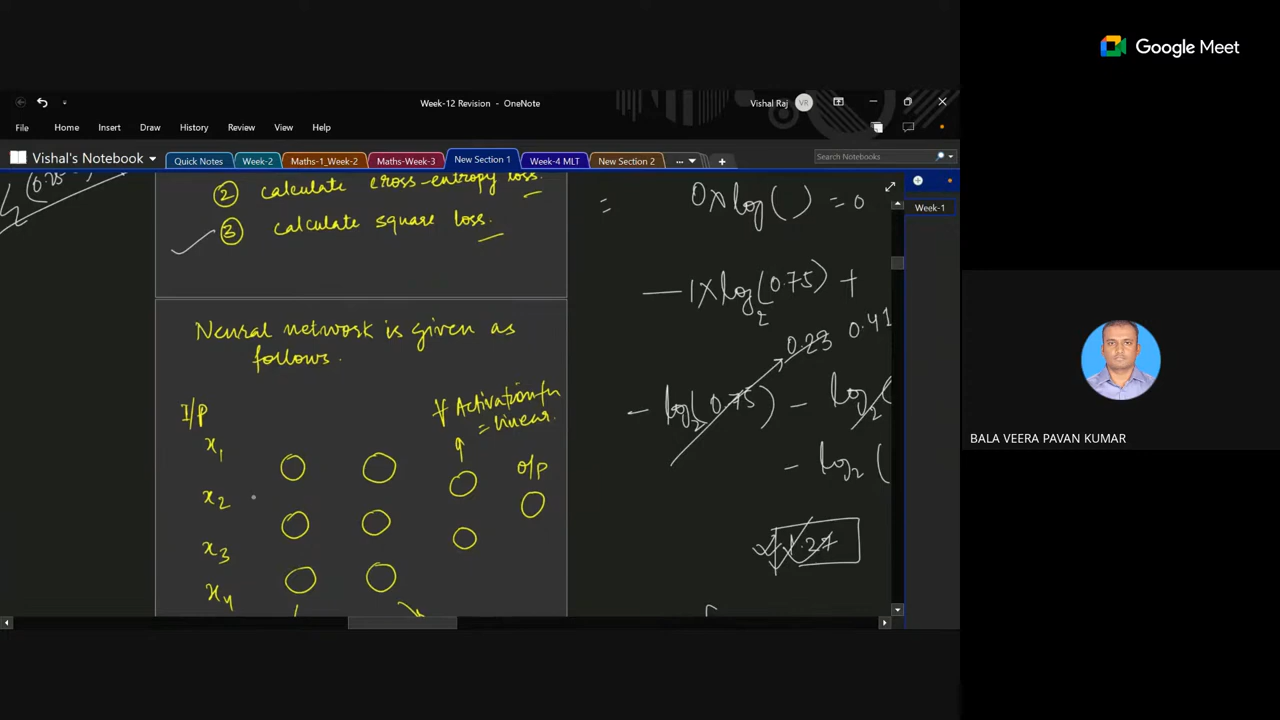 Google Meet
Week-12 Revision - OneNote
Vishal Raj
VR
File Home Insert Draw History Review View Help
Vishal's Notebook
Quick Notes
Week-2
Maths-1_Week-2
Maths-Week-3
New Section 1
Week-4 MLT
New Section 2
...
Search Notebooks
Week-1
② calculate cross-entropy loss.
③ calculate square loss.
= 0×log( ) = 0
Neural network is given as
follows.
-1×log₂(0.75) +
0.23 0.41
-log₂(0.75) - log₂(
- log₂(
1.27
I/P
Activation fn
= linear.
O/P
x₁
x₂
x₃
x₄
BALA VEERA PAVAN KUMAR